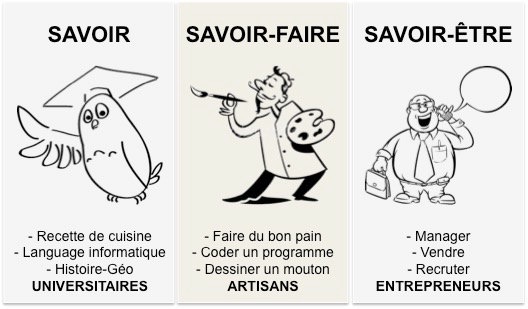 SAVOIR
- Recette de cuisine
- Language informatique
- Histoire-Géo
UNIVERSITAIRES
SAVOIR-FAIRE
- Faire du bon pain
- Coder un programme
- Dessiner un mouton
ARTISANS
SAVOIR-ÊTRE
- Manager
- Vendre
- Recruter
ENTREPRENEURS